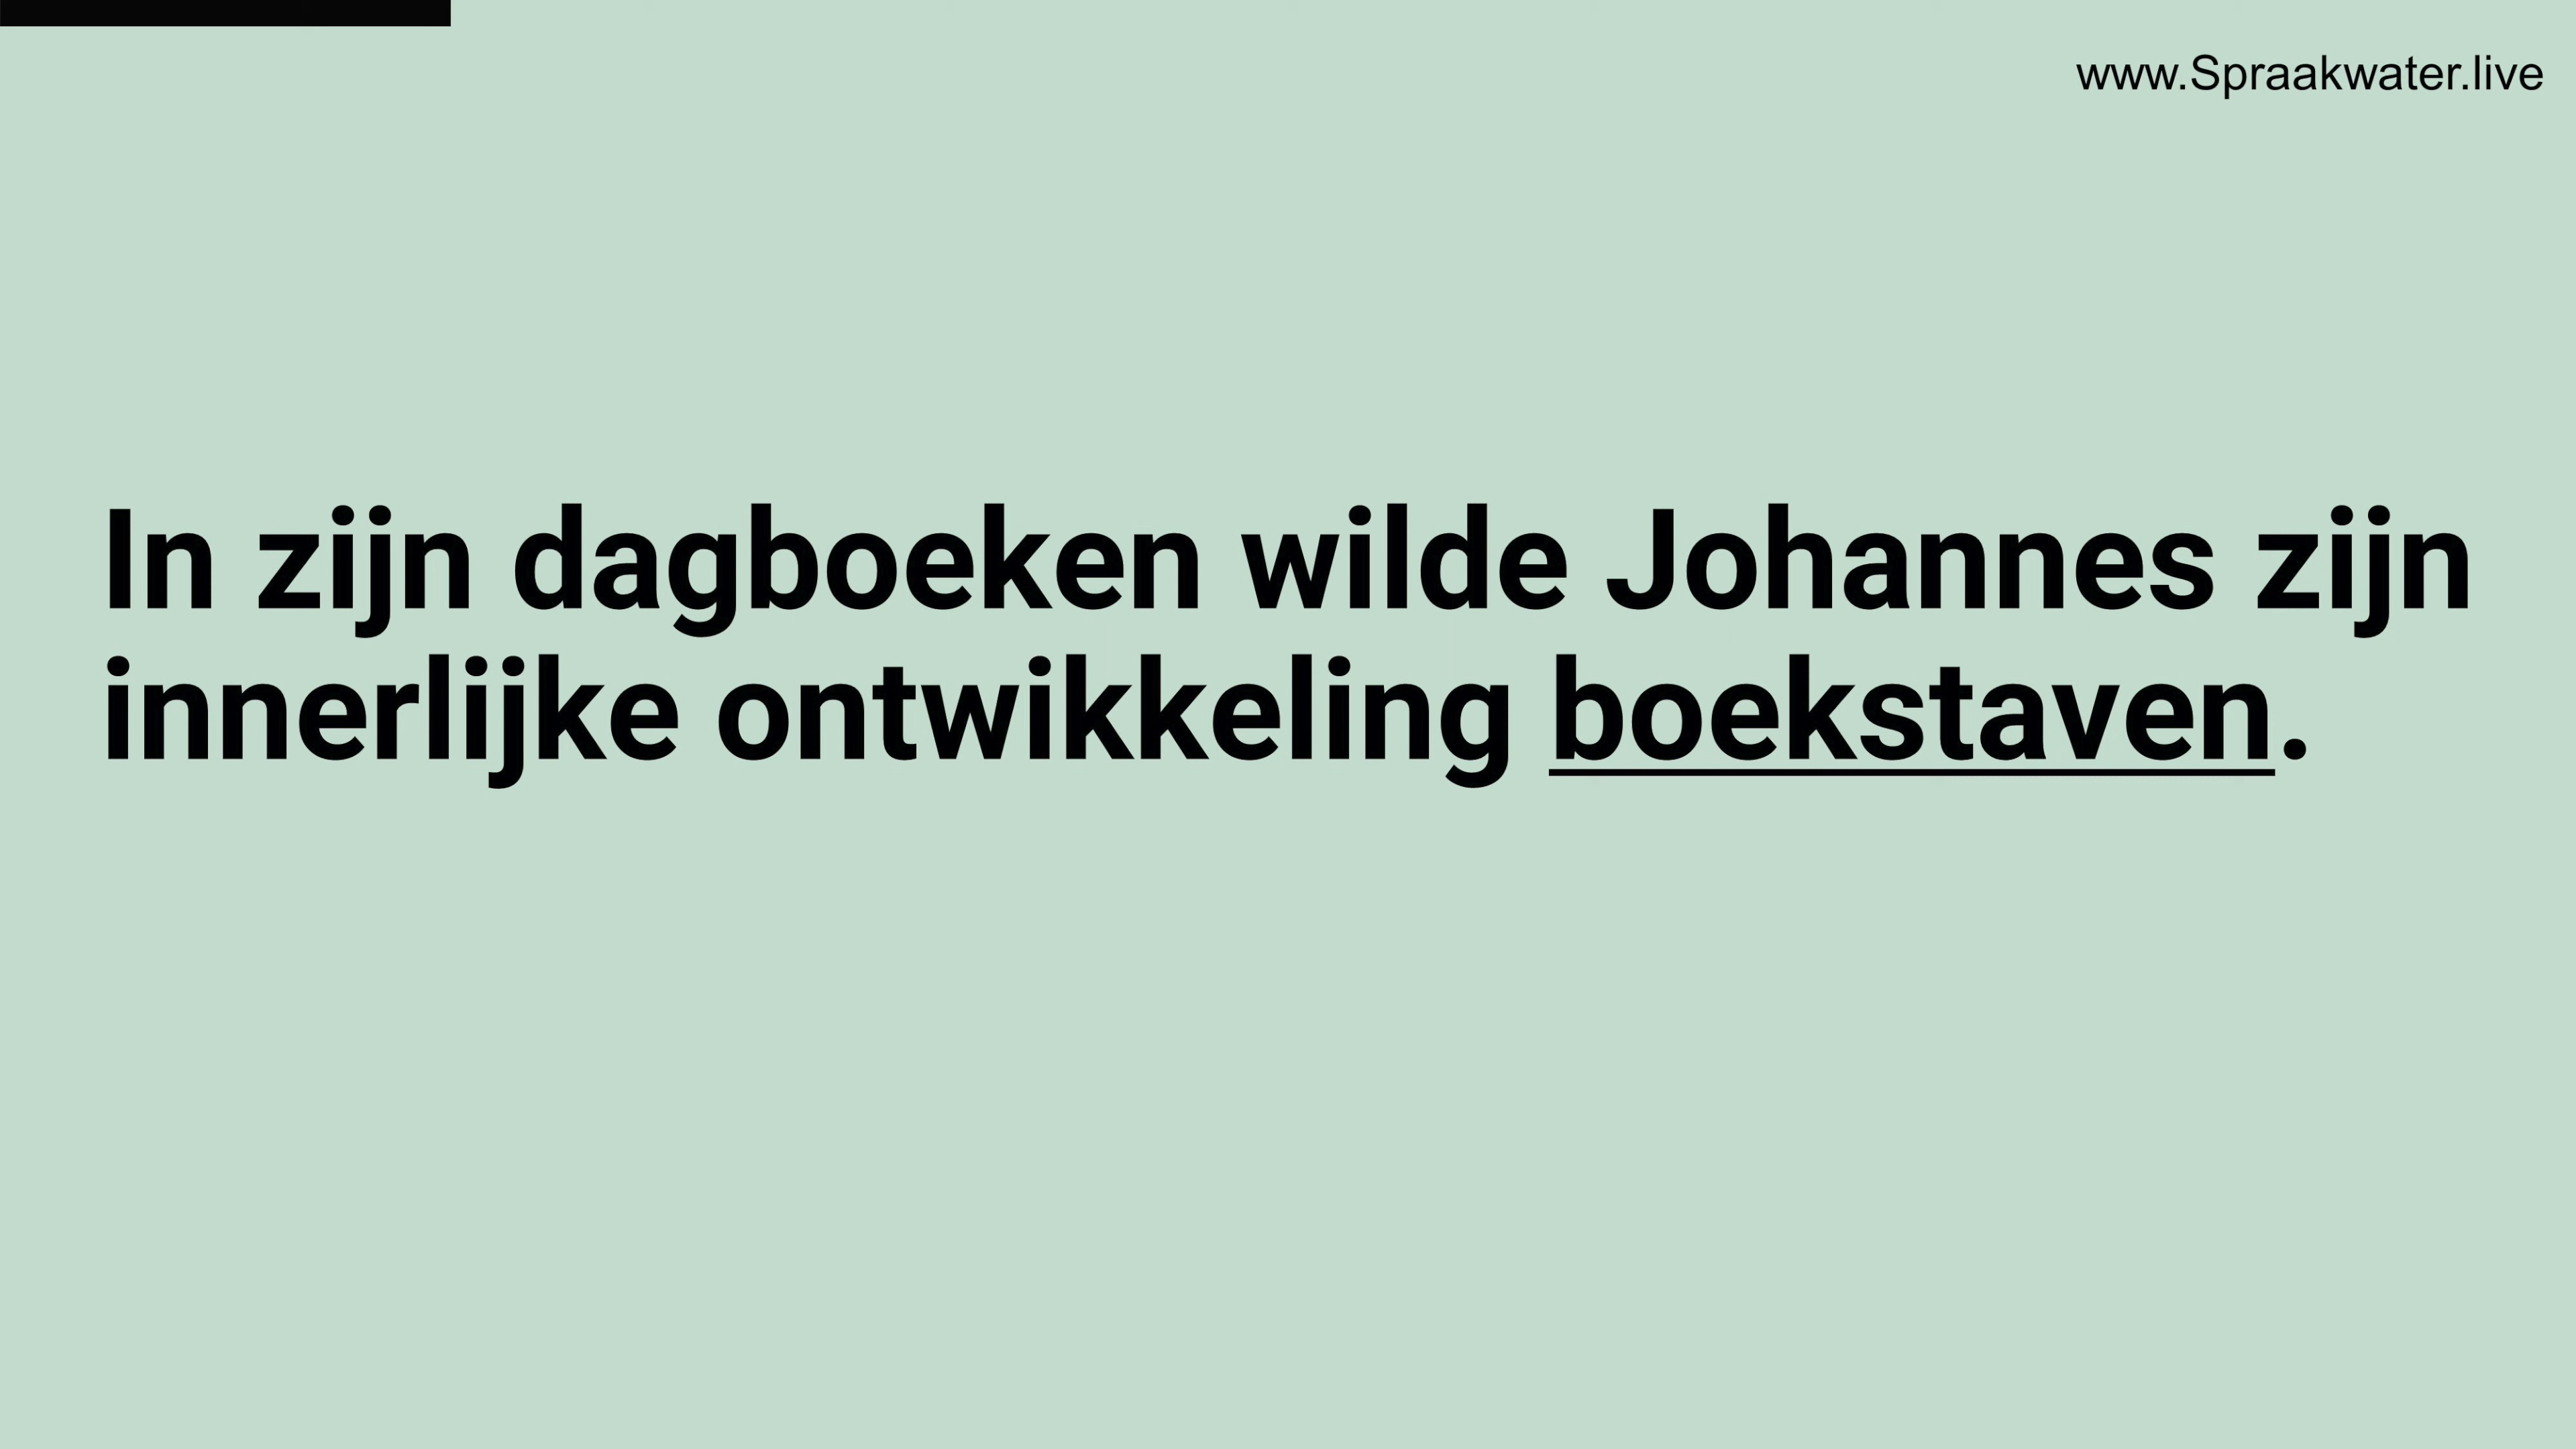 www.Spraakwater.live
In zijn dagboeken wilde Johannes zijn
innerlijke ontwikkeling boekstaven.